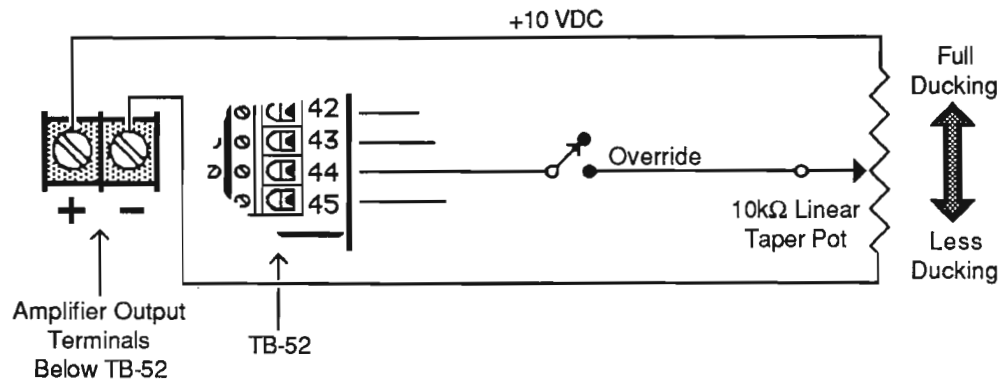 +10 VDC
Full
Ducking
42
43
44
45
Override
10kΩ Linear
Taper Pot
Less
Ducking
+ −
Amplifier Output
Terminals
Below TB-52
TB-52